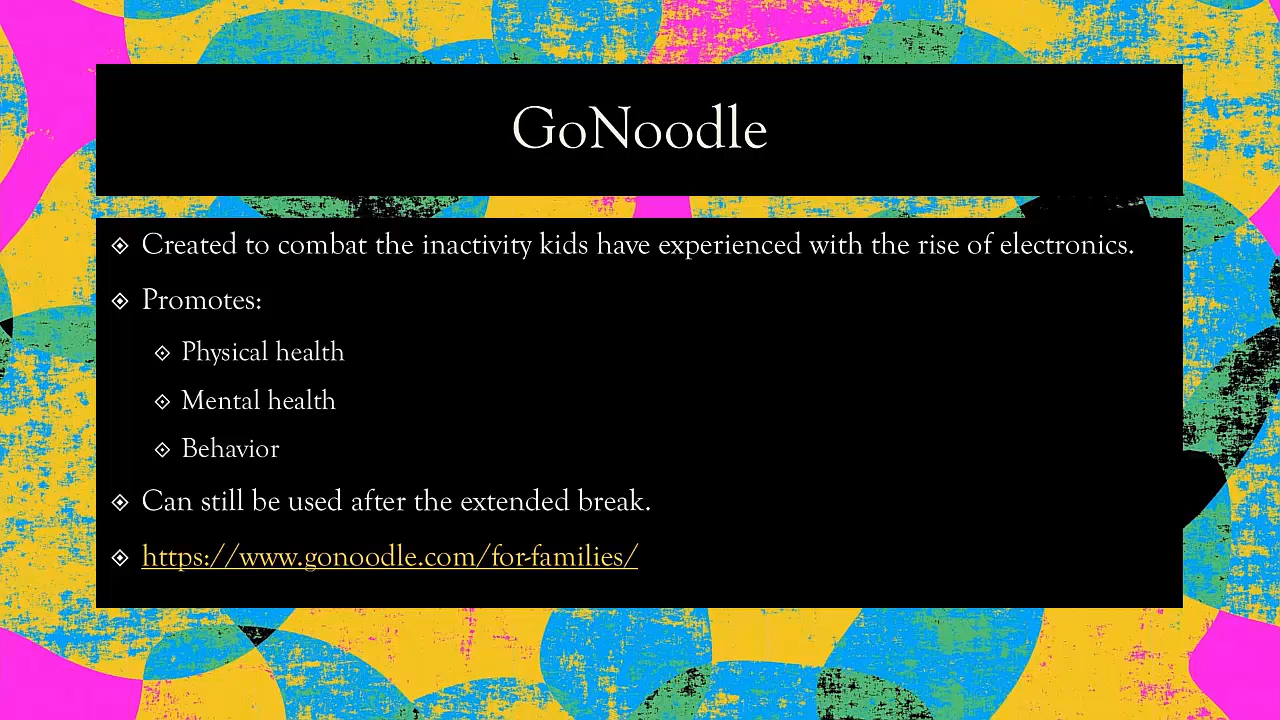 GoNoodle
Created to combat the inactivity kids have experienced with the rise of electronics.
Promotes:
Physical health
Mental health
Behavior
Can still be used after the extended break.
https://www.gonoodle.com/for-families/